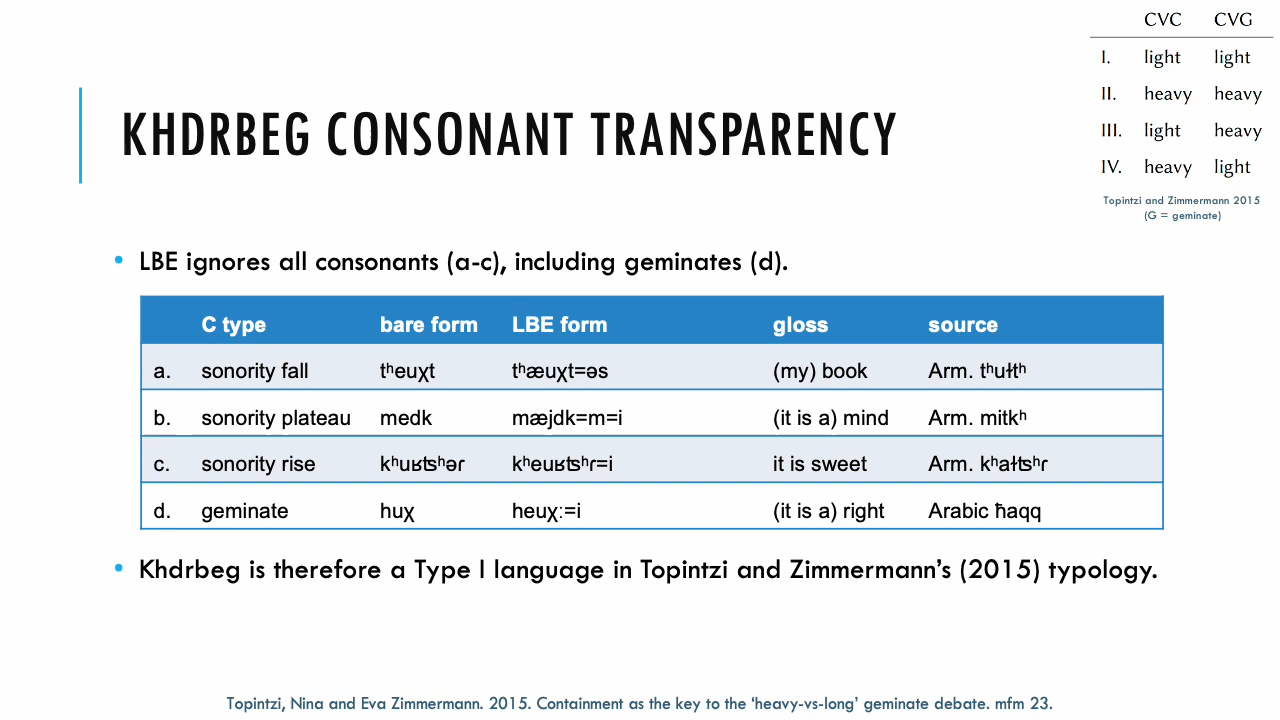 CVC CVG
I. light light
II. heavy heavy
III. light heavy
IV. heavy light
Topintzi and Zimmermann 2015
(G = geminate)
KHDRBEG CONSONANT TRANSPARENCY
• LBE ignores all consonants (a-c), including geminates (d).
C type bare form LBE form gloss source
a. sonority fall tʰeuχt tʰæuχt=əs (my) book Arm. tʰułtʰ
b. sonority plateau medk mæjdk=m=i (it is a) mind Arm. mitkʰ
c. sonority rise kʰuʁʦʰəɾ kʰeuʁʦʰɾ=i it is sweet Arm. kʰałʦʰɾ
d. geminate huχ heuχː=i (it is a) right Arabic ħaqq
• Khdrbeg is therefore a Type I language in Topintzi and Zimmermann’s (2015) typology.
Topintzi, Nina and Eva Zimmermann. 2015. Containment as the key to the ‘heavy-vs-long’ geminate debate. mfm 23.